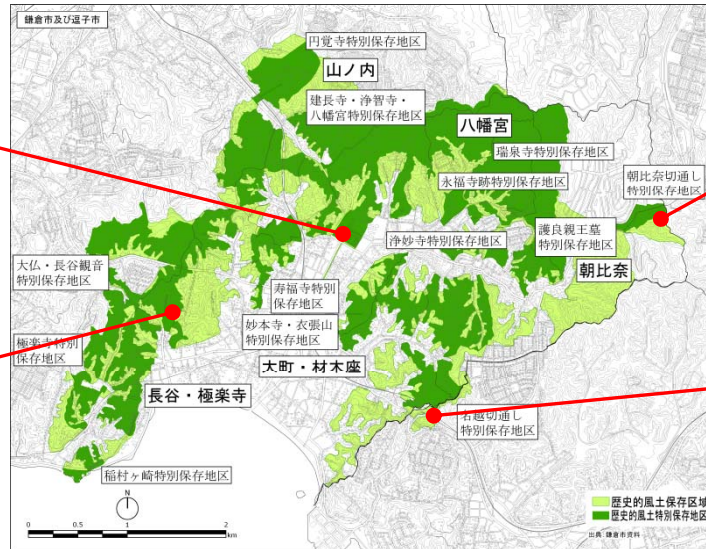 鎌倉市及び逗子市
円覚寺特別保存地区
山ノ内
建長寺・浄智寺・
八幡宮特別保存地区
八幡宮
瑞泉寺特別保存地区
永福寺跡特別保存地区
朝比奈切通し
特別保存地区
浄妙寺特別保存地区
護良親王墓
特別保存地区
朝比奈
大仏・長谷観音
特別保存地区
寿福寺特別
保存地区
妙本寺・衣張山
特別保存地区
極楽寺特別
保存地区
大町・材木座
長谷・極楽寺
名越切通し
特別保存地区
稲村ヶ崎特別保存地区
N
0 0.5 1 2
km
歴史的風土保存区域
歴史的風土特別保存地区
出典：鎌倉市資料